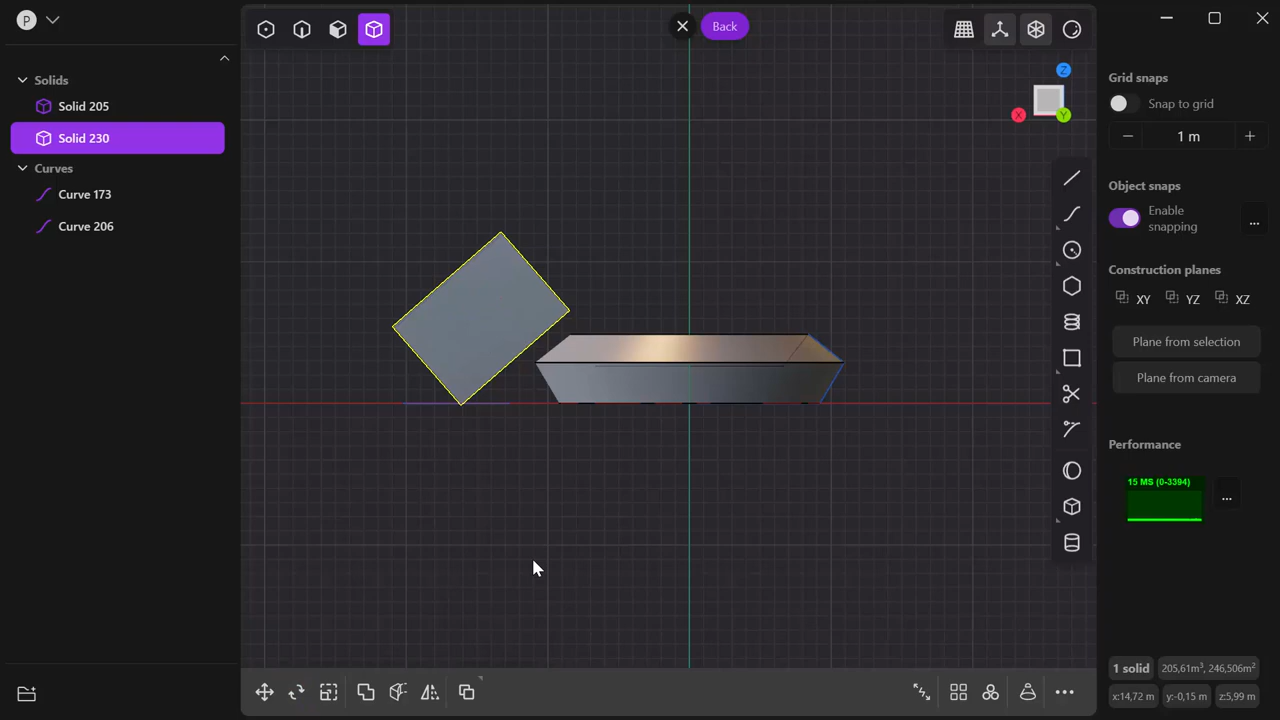 P
Solids
Solid 205
Solid 230
Curves
Curve 173
Curve 206
Back
Z
X
Y
Grid snaps
Snap to grid
1 m
Object snaps
Enable
snapping
...
Construction planes
XY
YZ
XZ
Plane from selection
Plane from camera
Performance
15 MS (0-3394)
...
1 solid
205,61m³, 246,506m²
x:14,72 m
y:-0,15 m
z:5,99 m